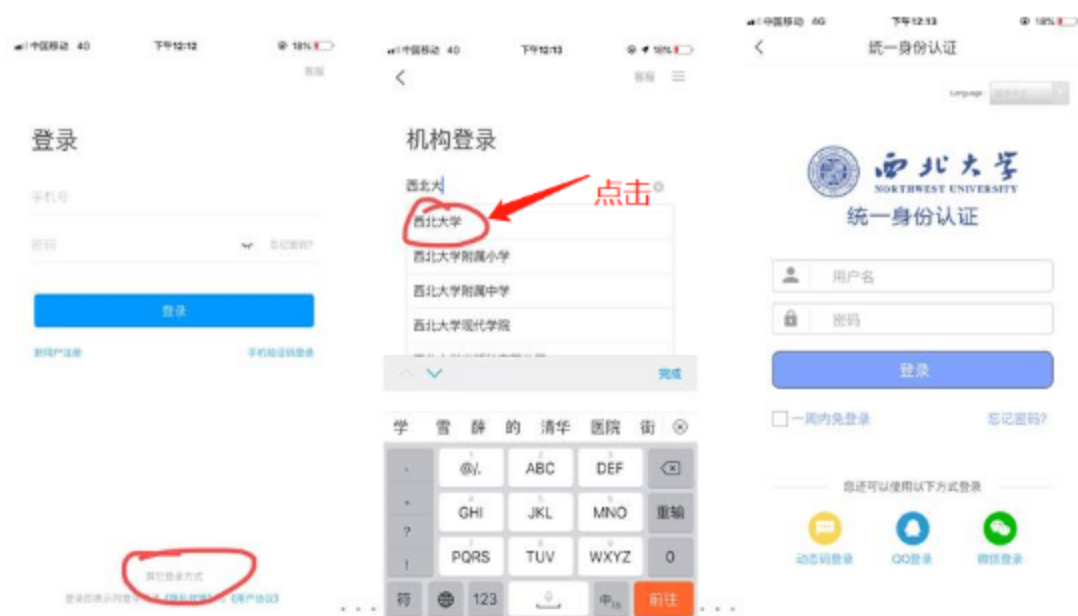 中国移动 4G 下午12:12 18%
客服
登录
手机号
密码 忘记密码?
登录
新用户注册 手机验证码登录
其它登录方式
《用户协议》
中国移动 4G 下午12:13 18%
客服
机构登录
西北大
点击
西北大学
西北大学附属小学
西北大学附属中学
西北大学现代学院
完成
学 雪 薛 的 清华 医院 街
@/. ABC DEF
GHI JKL MNO 重输
?
PQRS TUV WXYZ 0
!
符 123 中 前往
中国移动 4G 下午12:13 18%
统一身份认证
Language
西北大学
NORTHWEST UNIVERSITY
统一身份认证
用户名
密码
登录
一周内免登录 忘记密码?
您还可以使用以下方式登录
动态码登录 QQ登录 微信登录